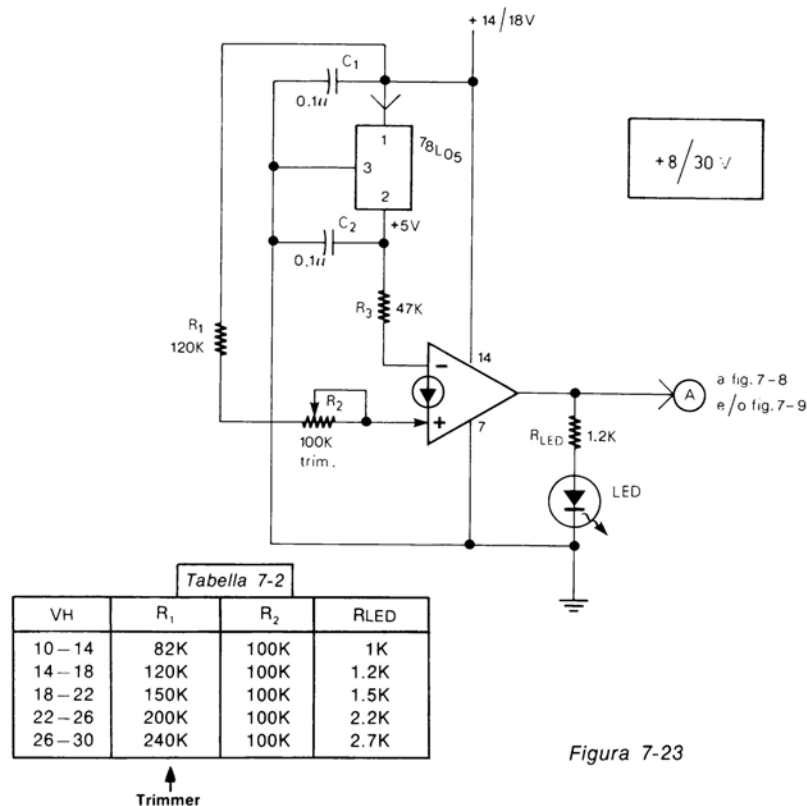 + 14/18V
C1
0.1u
1
78L05
3
2
+5V
C2
0.1u
+8/30 V
R3 47K
R1
120K
14
−
R2
+
100K
trim.
7
A
a fig. 7-8
e/o fig. 7-9
RLED
1.2K
LED
Tabella 7-2
VH R1 R2 RLED
10–14 82K 100K 1K
14–18 120K 100K 1.2K
18–22 150K 100K 1.5K
22–26 200K 100K 2.2K
26–30 240K 100K 2.7K
Trimmer
Figura 7-23